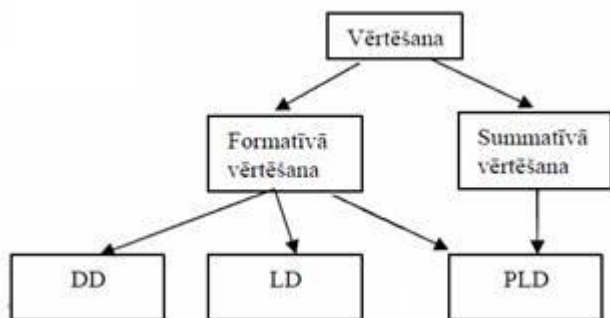 Vērtēšana
Formatīvā
vērtēšana
Summatīvā
vērtēšana
DD
LD
PLD